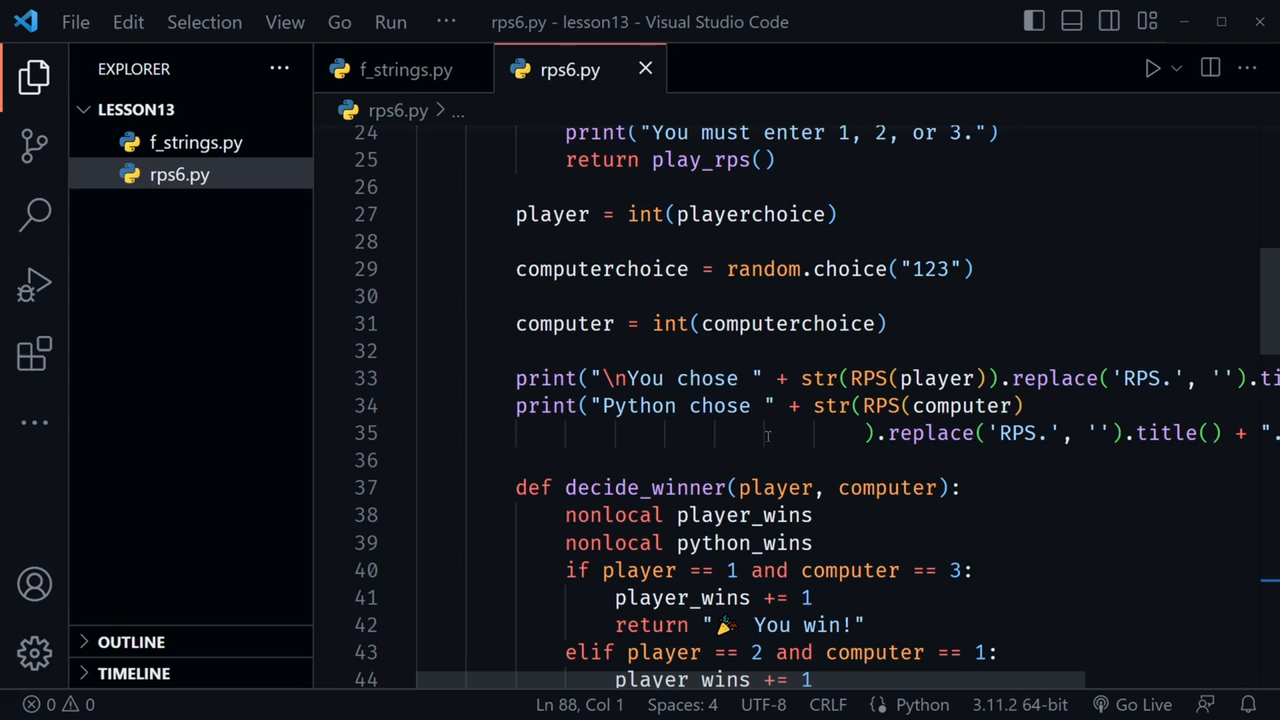 File Edit Selection View Go Run ··· rps6.py - lesson13 - Visual Studio Code
EXPLORER ···
f_strings.py
rps6.py
LESSON13
f_strings.py
rps6.py
rps6.py > ...
24 print("You must enter 1, 2, or 3.")
25 return play_rps()
26
27 player = int(playerchoice)
28
29 computerchoice = random.choice("123")
30
31 computer = int(computerchoice)
32
33 print("\nYou chose " + str(RPS(player)).replace('RPS.', '').ti
34 print("Python chose " + str(RPS(computer)
35 ).replace('RPS.', '').title() + ".
36
37 def decide_winner(player, computer):
38 nonlocal player_wins
39 nonlocal python_wins
40 if player == 1 and computer == 3:
41 player_wins += 1
42 return "🎉 You win!"
43 elif player == 2 and computer == 1:
44 player_wins += 1
OUTLINE
TIMELINE
0 0 Ln 88, Col 1 Spaces: 4 UTF-8 CRLF Python 3.11.2 64-bit Go Live